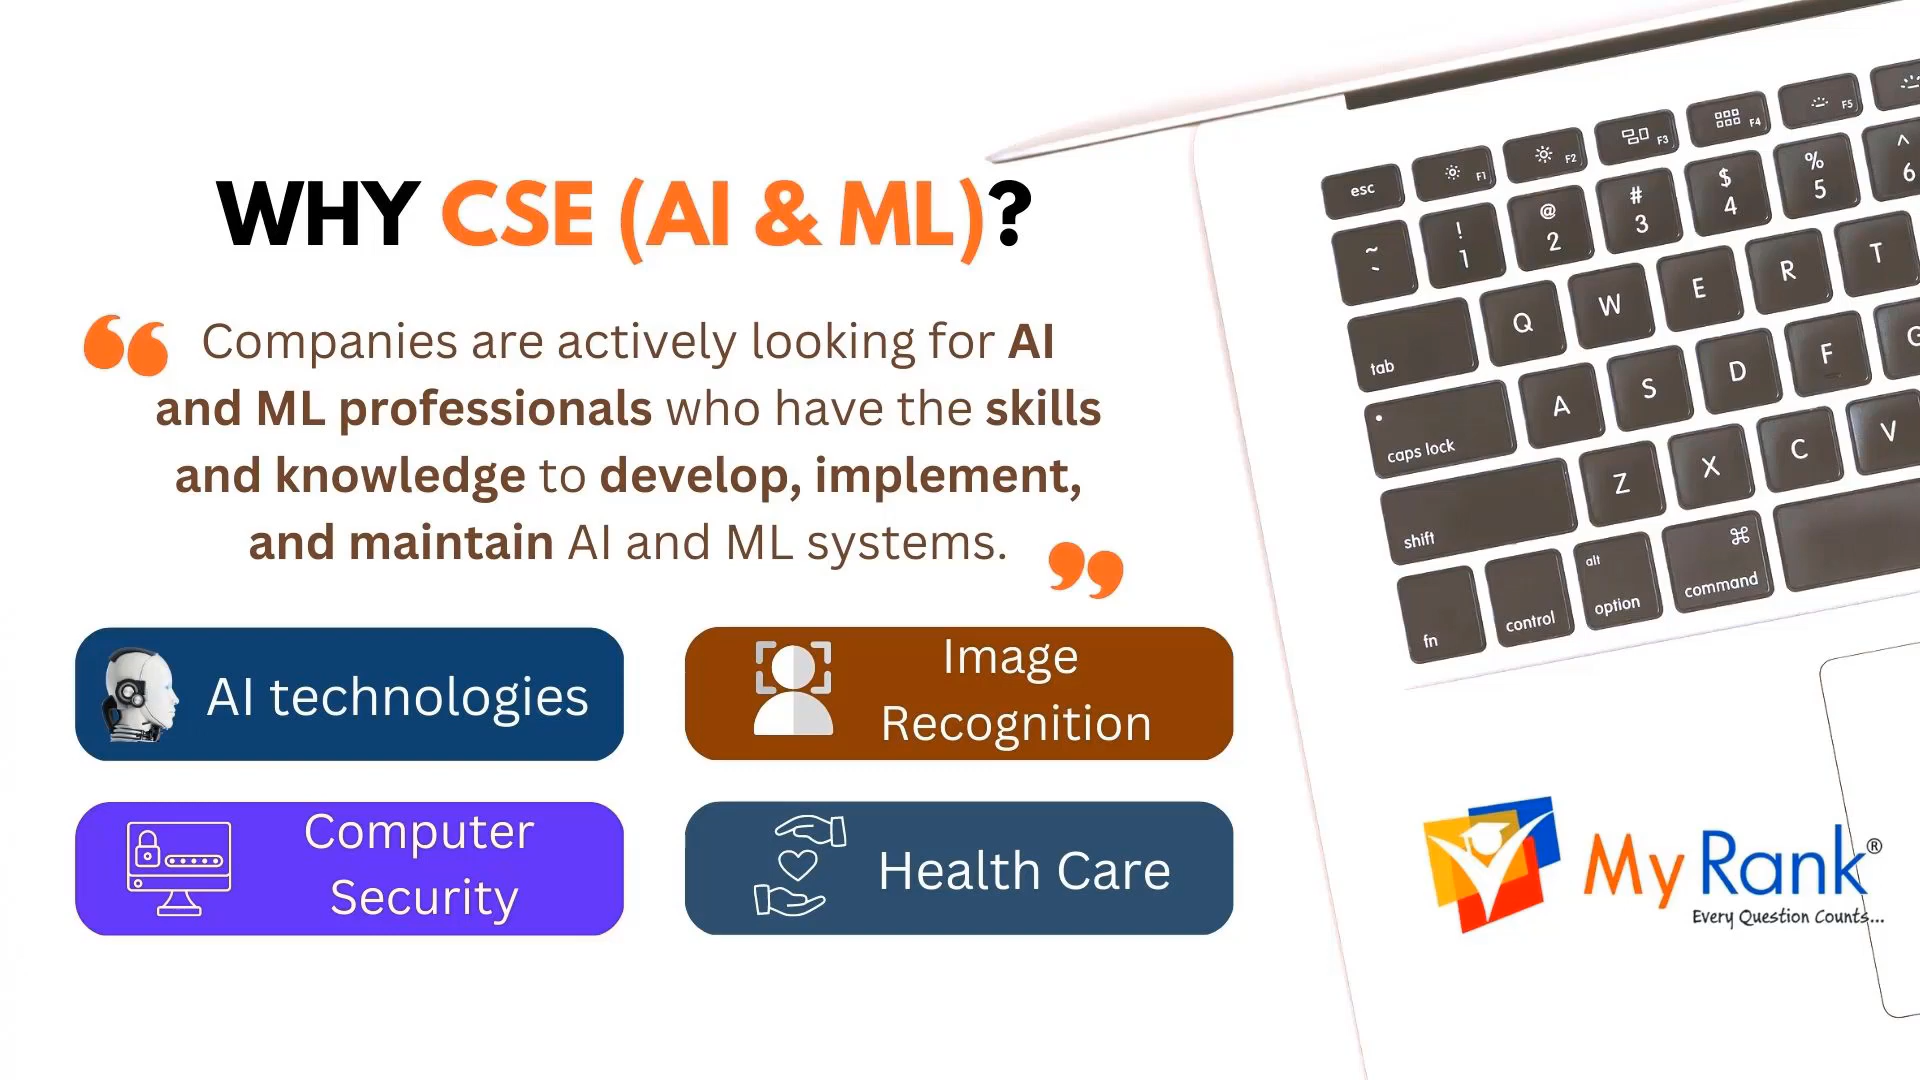 WHY CSE (AI & ML)?
Companies are actively looking for AI
and ML professionals who have the skills
and knowledge to develop, implement,
and maintain AI and ML systems.
AI technologies
Image
Recognition
Computer
Security
Health Care
esc
F1
F2
F3
F4
F5
~
`
!
1
@
2
#
3
$
4
%
5
^
6
tab
Q
W
E
R
T
caps lock
A
S
D
F
G
shift
Z
X
C
V
fn
control
alt
option
⌘
command
My Rank®
Every Question Counts...